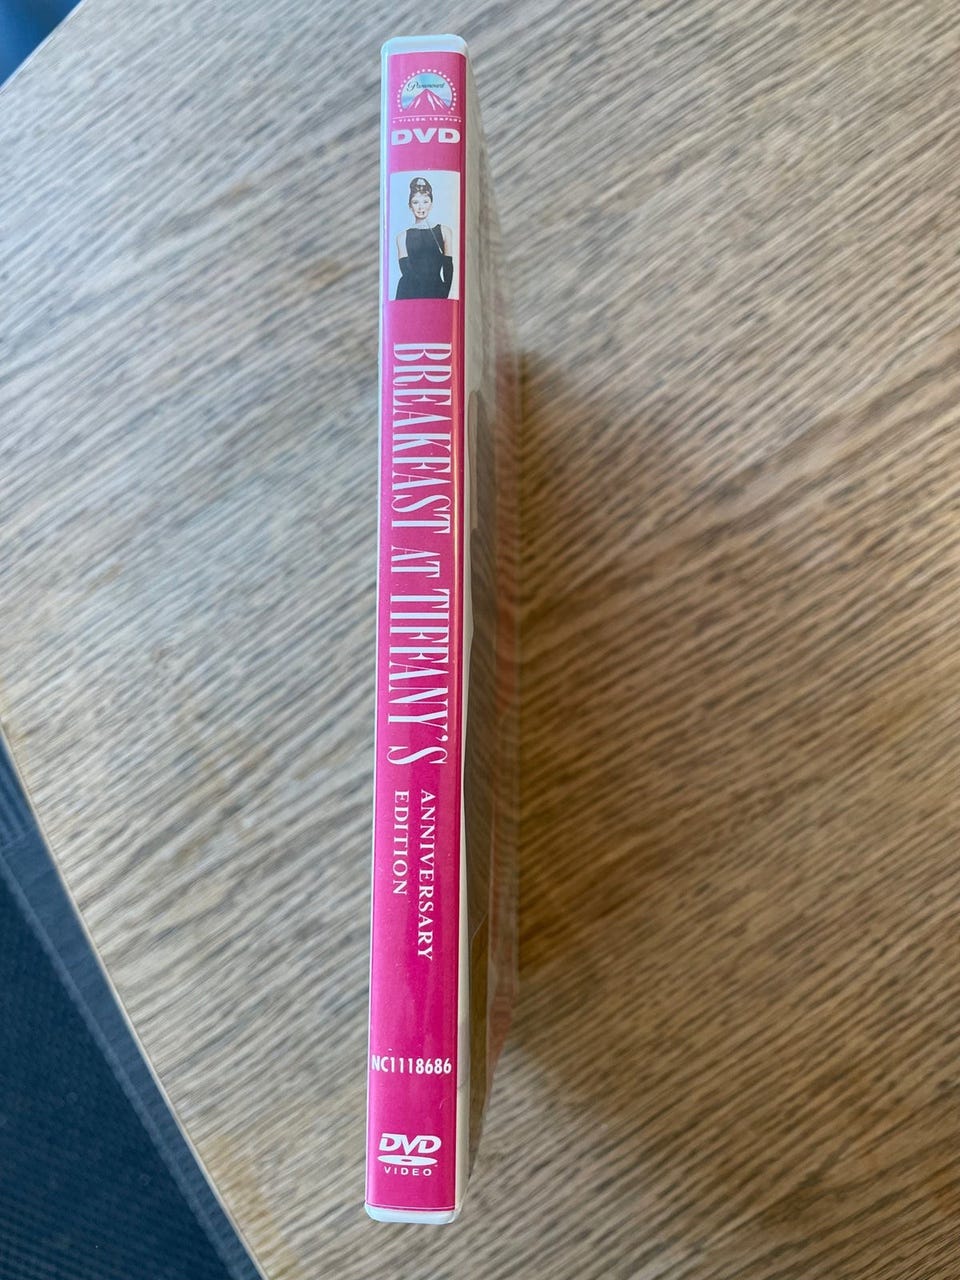 Paramount
A VIACOM COMPANY
DVD
BREAKFAST AT TIFFANY'S
ANNIVERSARY
EDITION
NC1118686
DVD
VIDEO